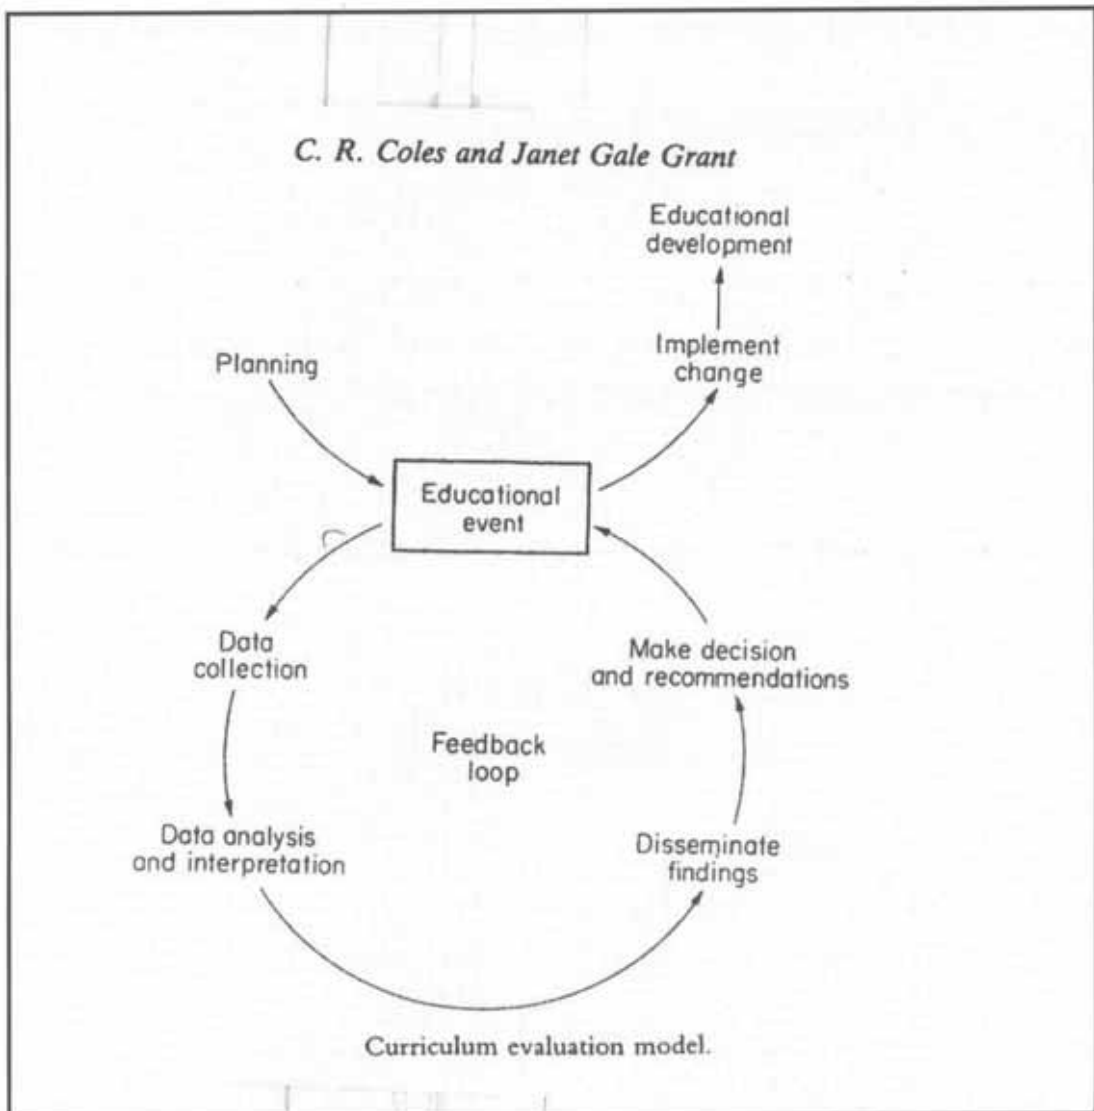 C. R. Coles and Janet Gale Grant
Educational
development
Implement
change
Planning
Educational
event
Data
collection
Make decision
and recommendations
Feedback
loop
Data analysis
and interpretation
Disseminate
findings
Curriculum evaluation model.